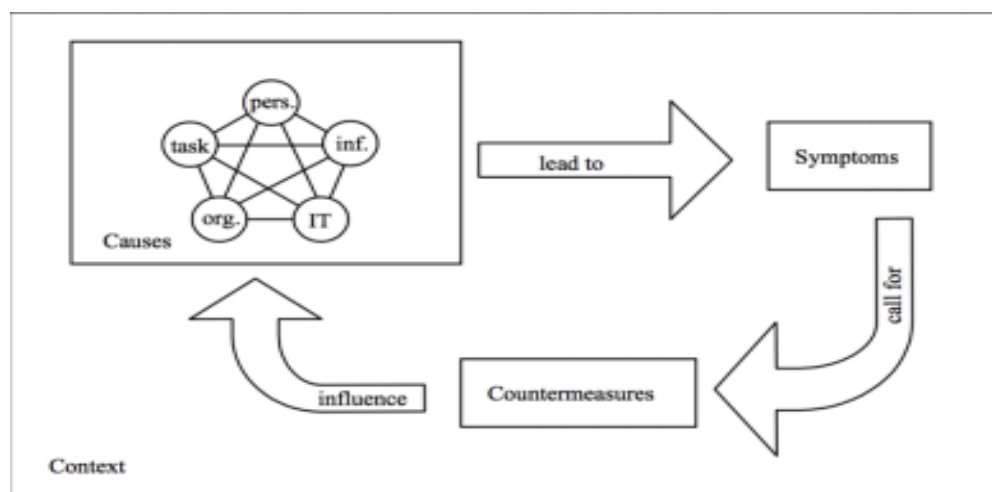 pers.
task
inf.
org.
IT
Causes
lead to
Symptoms
call for
Countermeasures
influence
Context